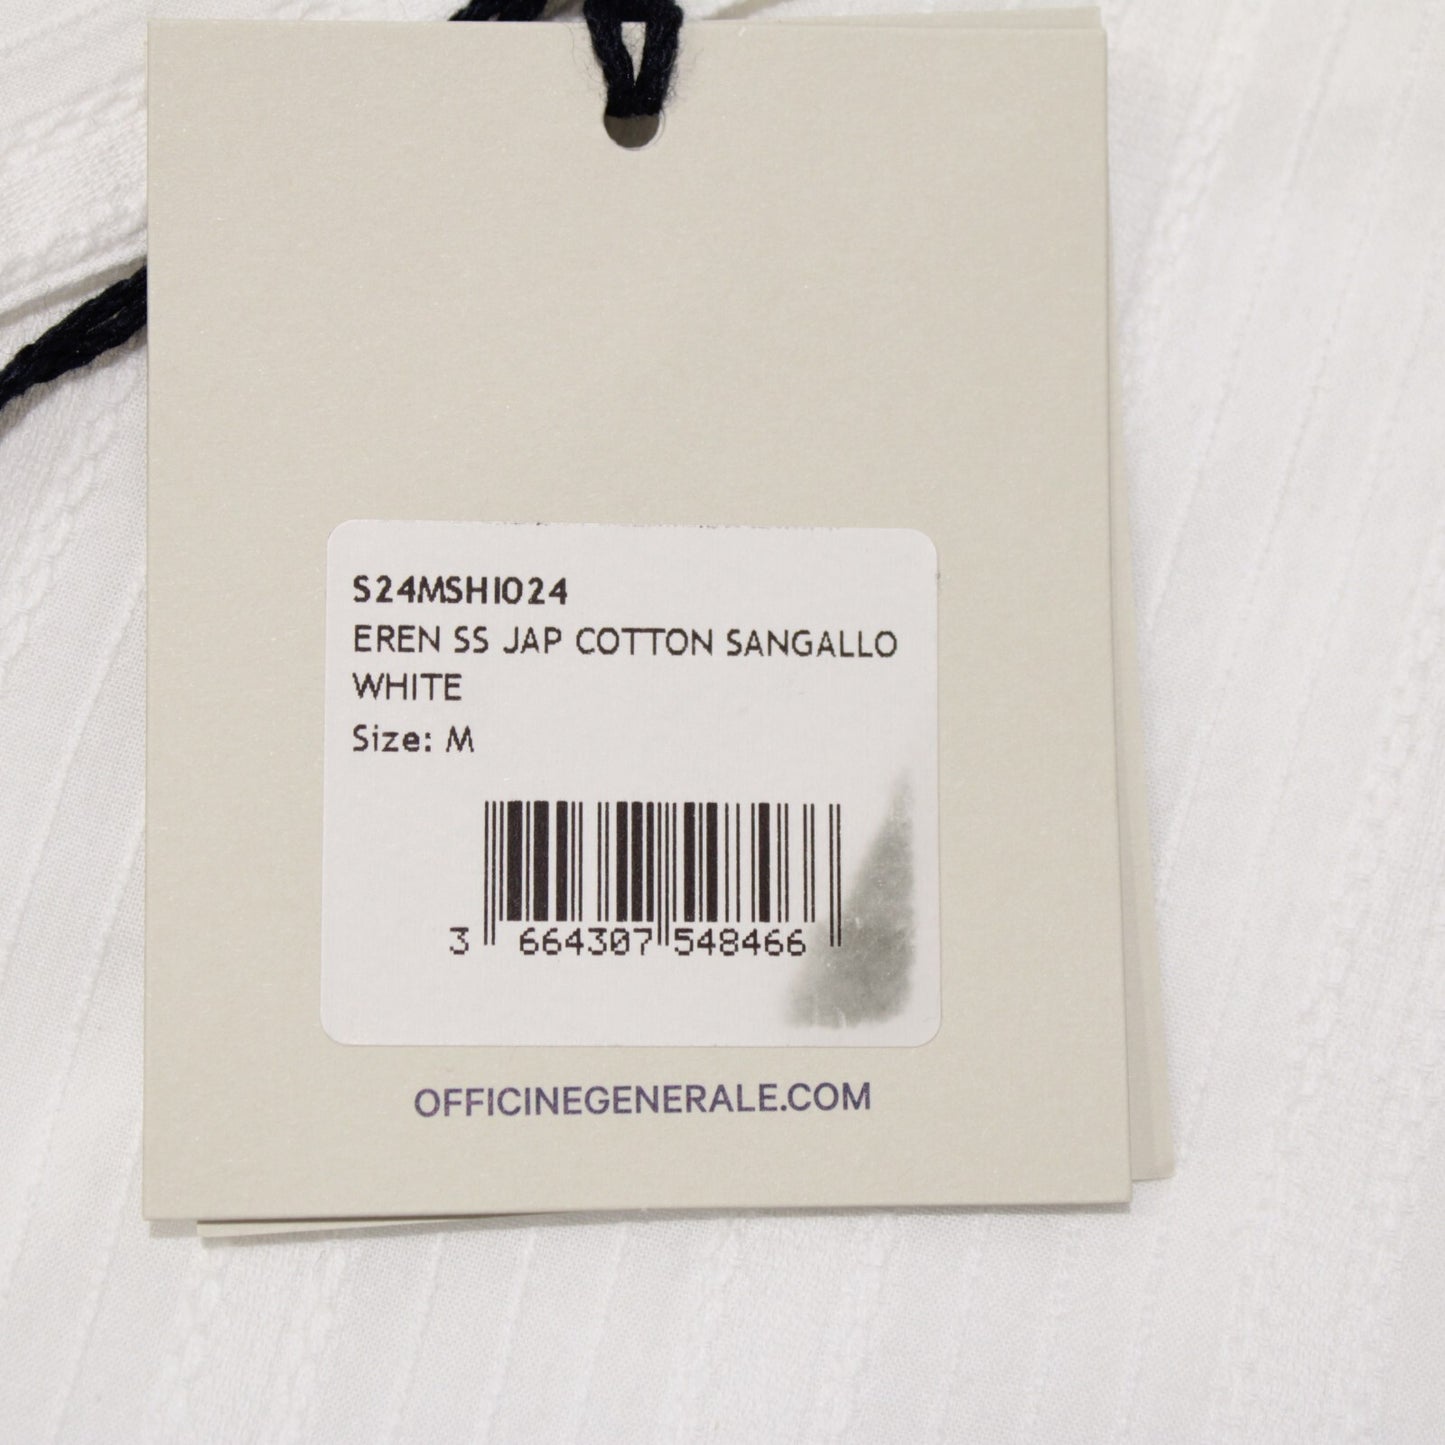 S24MSHI024
EREN SS JAP COTTON SANGALLO
WHITE
Size: M
3 664307 548466
OFFICINEGENERALE.COM